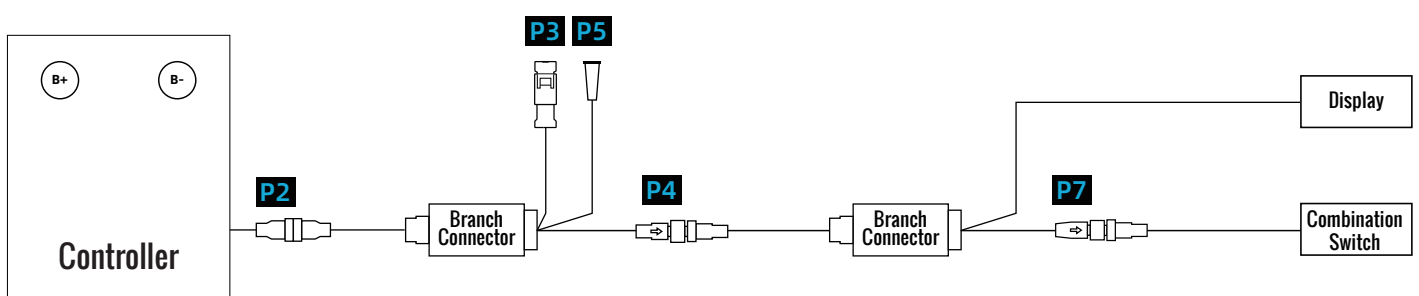 P3 P5
B+ B-
Display
P2
P4
P7
Branch
Connector
Branch
Connector
Combination
Switch
Controller